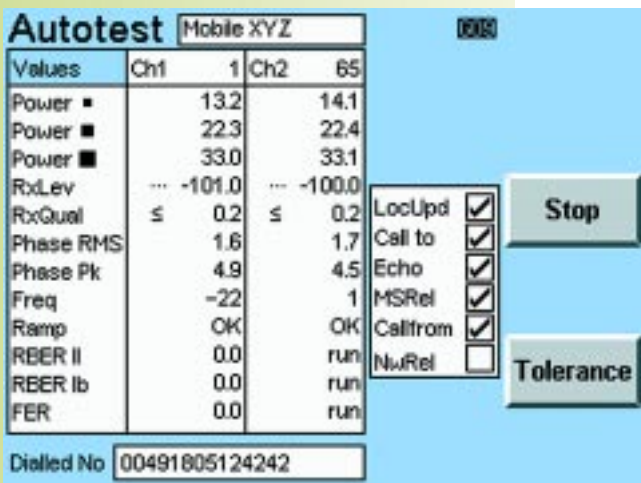 Autotest Mobile XYZ
Values Ch1 1 Ch2 65
Power ▪ 13.2 14.1
Power ■ 22.3 22.4
Power ■ 33.0 33.1
RxLev ... -101.0 ... -100.0
RxQual ≤ 0.2 ≤ 0.2
Phase RMS 1.6 1.7
Phase Pk 4.9 4.5
Freq -22 1
Ramp OK OK
RBER II 0.0 run
RBER Ib 0.0 run
FER 0.0 run
LocUpd ✓
Call to ✓
Echo ✓
MSRel ✓
Callfrom ✓
NwRel
Stop
Tolerance
Dialled No 00491805124242